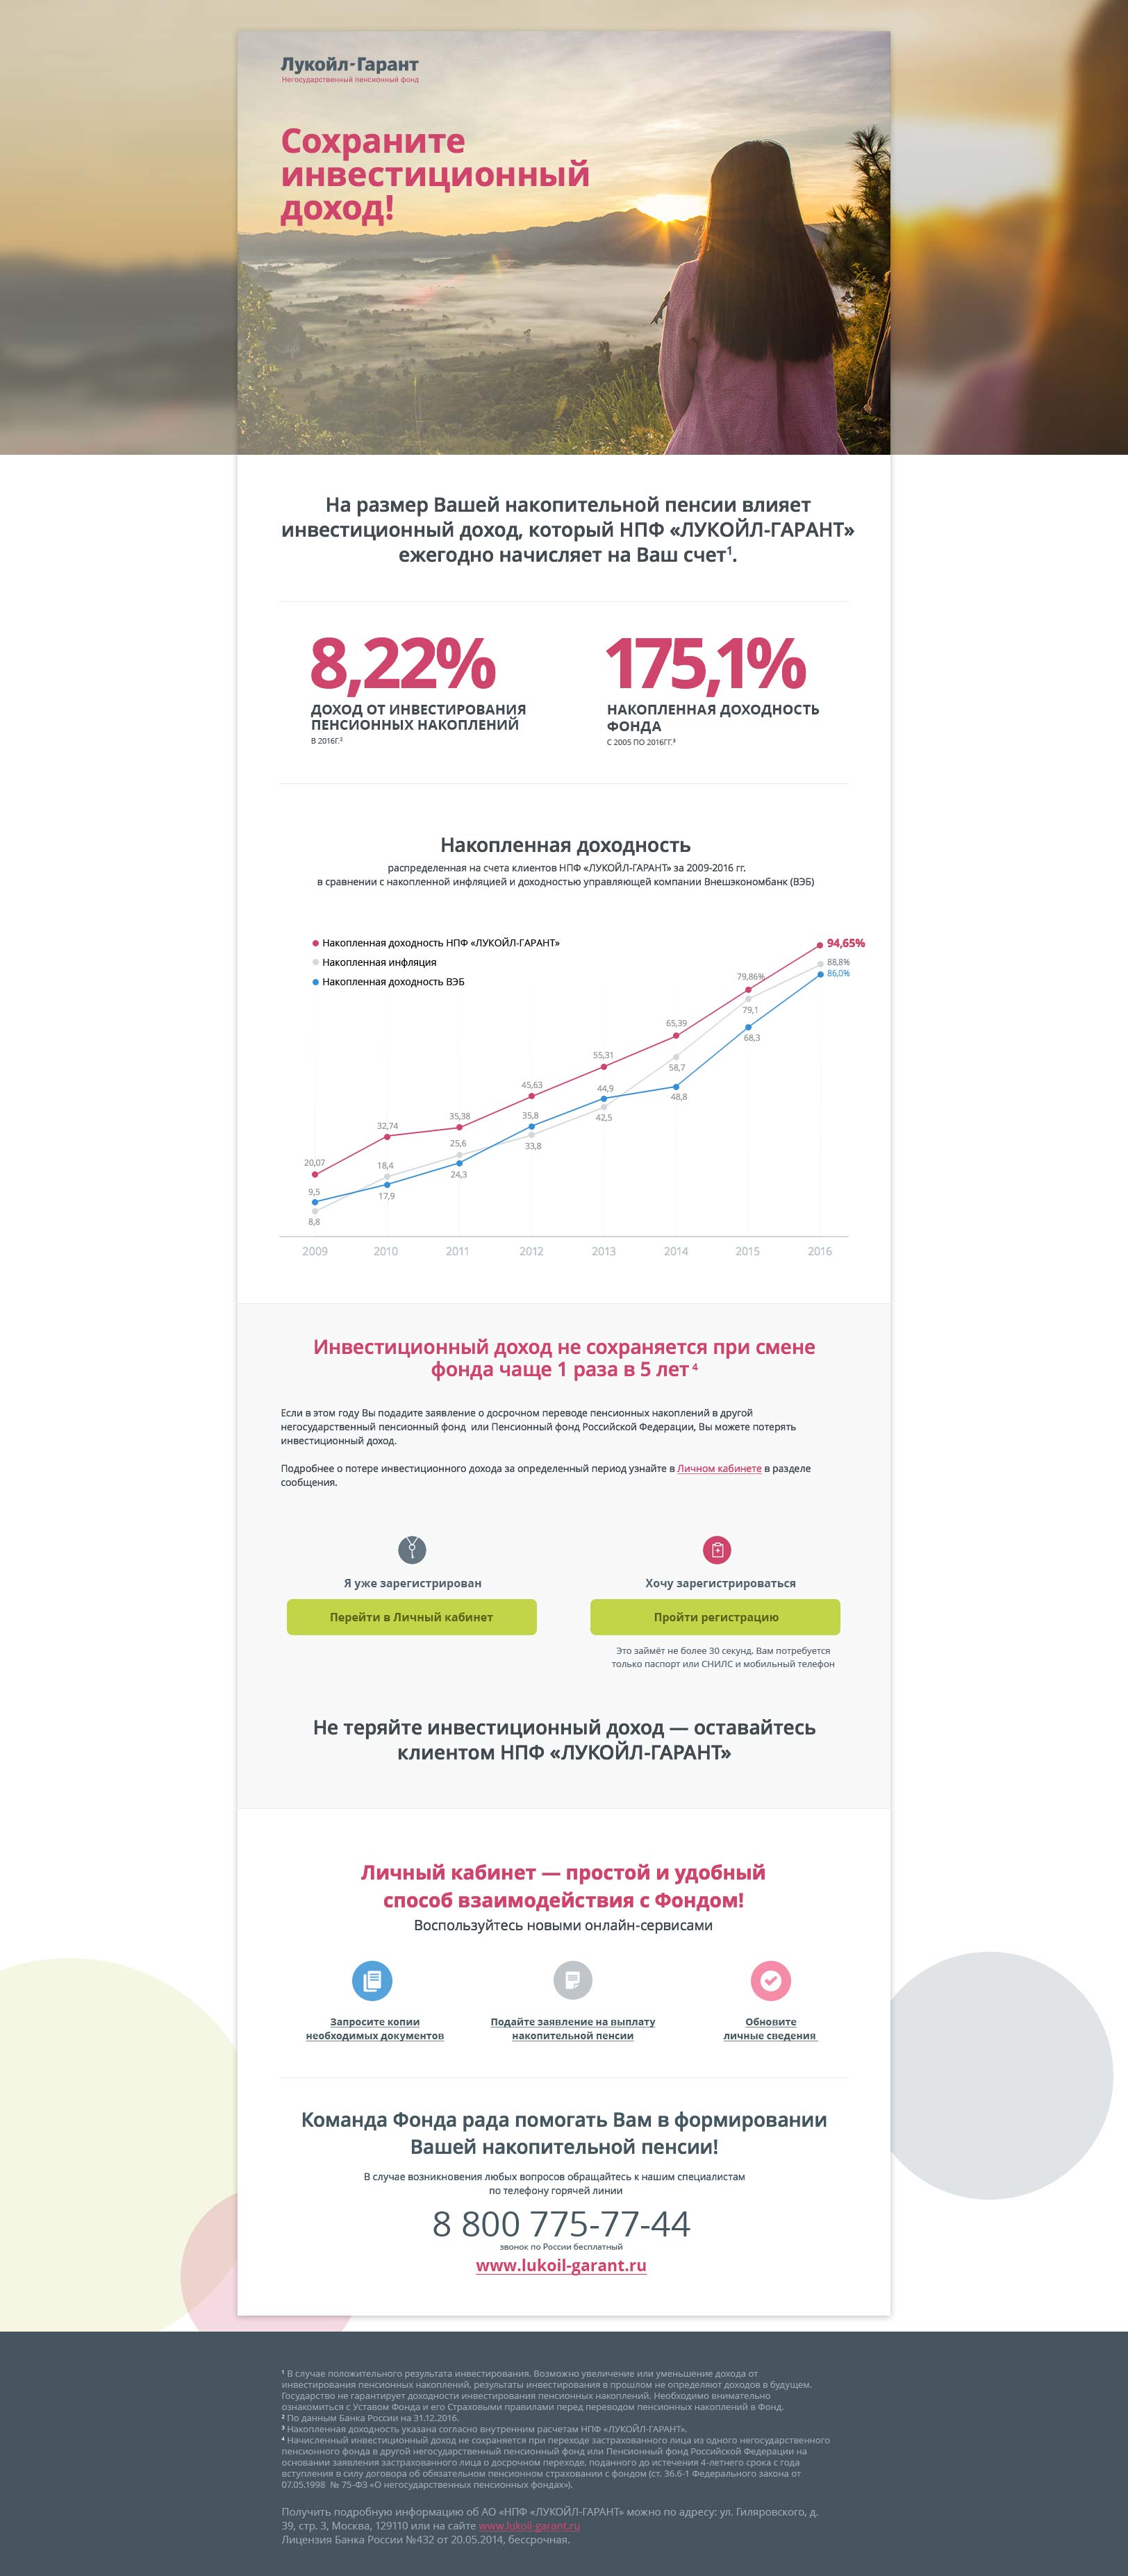 Лукойл-Гарант
Негосударственный пенсионный фонд
Сохраните
инвестиционный
доход!
На размер Вашей накопительной пенсии влияет
инвестиционный доход, который НПФ «ЛУКОЙЛ-ГАРАНТ»
ежегодно начисляет на Ваш счет¹.
8,22%
ДОХОД ОТ ИНВЕСТИРОВАНИЯ
ПЕНСИОННЫХ НАКОПЛЕНИЙ
В 2016Г.²
175,1%
НАКОПЛЕННАЯ ДОХОДНОСТЬ
ФОНДА
С 2005 ПО 2016ГГ.³
Накопленная доходность
распределенная на счета клиентов НПФ «ЛУКОЙЛ-ГАРАНТ» за 2009-2016 гг.
в сравнении с накопленной инфляцией и доходностью управляющей компании Внешэкономбанк (ВЭБ)
Накопленная доходность НПФ «ЛУКОЙЛ-ГАРАНТ»
Накопленная инфляция
Накопленная доходность ВЭБ
94,65%
88,8%
86,0%
79,86%
79,1
68,3
65,39
58,7
48,8
55,31
44,9
42,5
45,63
35,8
33,8
35,38
25,6
24,3
32,74
18,4
17,9
20,07
9,5
8,8
2009 2010 2011 2012 2013 2014 2015 2016
Инвестиционный доход не сохраняется при смене
фонда чаще 1 раза в 5 лет ⁴
Если в этом году Вы подадите заявление о досрочном переводе пенсионных накоплений в другой
негосударственный пенсионный фонд или Пенсионный фонд Российской Федерации, Вы можете потерять
инвестиционный доход.
Подробнее о потере инвестиционного дохода за определенный период узнайте в Личном кабинете в разделе
сообщения.
Я уже зарегистрирован
Перейти в Личный кабинет
Хочу зарегистрироваться
Пройти регистрацию
Это займёт не более 30 секунд. Вам потребуется
только паспорт или СНИЛС и мобильный телефон
Не теряйте инвестиционный доход — оставайтесь
клиентом НПФ «ЛУКОЙЛ-ГАРАНТ»
Личный кабинет — простой и удобный
способ взаимодействия с Фондом!
Воспользуйтесь новыми онлайн-сервисами
Запросите копии
необходимых документов
Подайте заявление на выплату
накопительной пенсии
Обновите
личные сведения
Команда Фонда рада помогать Вам в формировании
Вашей накопительной пенсии!
В случае возникновения любых вопросов обращайтесь к нашим специалистам
по телефону горячей линии
8 800 775-77-44
звонок по России бесплатный
www.lukoil-garant.ru
¹ В случае положительного результата инвестирования. Возможно увеличение или уменьшение дохода от
инвестирования пенсионных накоплений, результаты инвестирования в прошлом не определяют доходов в будущем.
Государство не гарантирует доходности инвестирования пенсионных накоплений. Необходимо внимательно
ознакомиться с Уставом Фонда и его Страховыми правилами перед переводом пенсионных накоплений в Фонд.
² По данным Банка России на 31.12.2016.
³ Накопленная доходность указана согласно внутренним расчетам НПФ «ЛУКОЙЛ-ГАРАНТ».
⁴ Начисленный инвестиционный доход не сохраняется при переходе застрахованного лица из одного негосударственного
пенсионного фонда в другой негосударственный пенсионный фонд или Пенсионный фонд Российской Федерации на
основании заявления застрахованного лица о досрочном переходе, поданного до истечения 4-летнего срока с года
вступления в силу договора об обязательном пенсионном страховании с фондом (ст. 36.6-1 Федерального закона от
07.05.1998 № 75-ФЗ «О негосударственных пенсионных фондах»).
Получить подробную информацию об АО «НПФ «ЛУКОЙЛ-ГАРАНТ» можно по адресу: ул. Гиляровского, д.
39, стр. 3, Москва, 129110 или на сайте www.lukoil-garant.ru
Лицензия Банка России №432 от 20.05.2014, бессрочная.